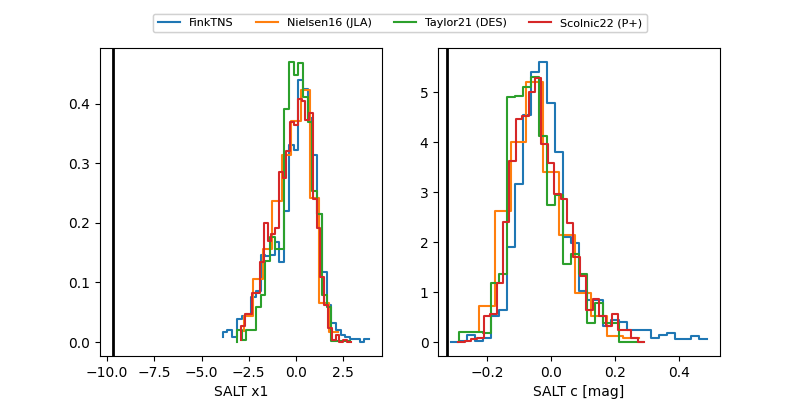 FinkTNS Nielsen16 (JLA) Taylor21 (DES) Scolnic22 (P+)
0.4 5
0.3 4
3
0.2 2
0.1 1
0.0 0
−10.0 −7.5 −5.0 −2.5 0.0 2.5 −0.2 0.0 0.2 0.4
SALT x1 SALT c [mag]